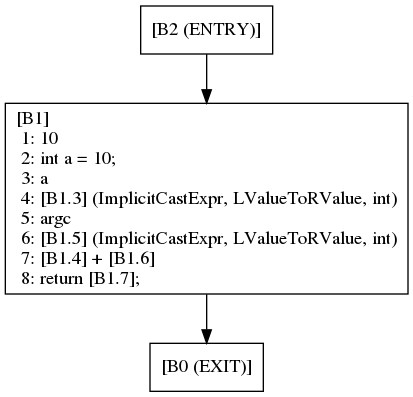 [B2 (ENTRY)]
[B1]
1: 10
2: int a = 10;
3: a
4: [B1.3] (ImplicitCastExpr, LValueToRValue, int)
5: argc
6: [B1.5] (ImplicitCastExpr, LValueToRValue, int)
7: [B1.4] + [B1.6]
8: return [B1.7];
[B0 (EXIT)]